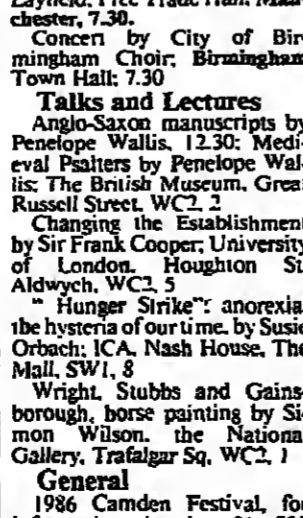 chester, 7.30.
Concert by City of Bir-
mingham Choir; Birmingham
Town Hall; 7.30
Talks and Lectures
Anglo-Saxon manuscripts by
Penelope Wallis, 12.30: Medi-
eval Psalters by Penelope Wal-
lis; The British Museum, Grea
Russell Street, WC2, 2
Changing the Establishment
by Sir Frank Cooper; University
of London, Houghton St
Aldwych, WC2, 5
" Hunger Strike": anorexia
the hysteria of our time, by Susie
Orbach; ICA, Nash House, The
Mall, SW1, 8
Wright, Stubbs and Gains-
borough, horse painting by Si-
mon Wilson, the National
Gallery, Trafalgar Sq, WC2, 1
General
1986 Camden Festival, for